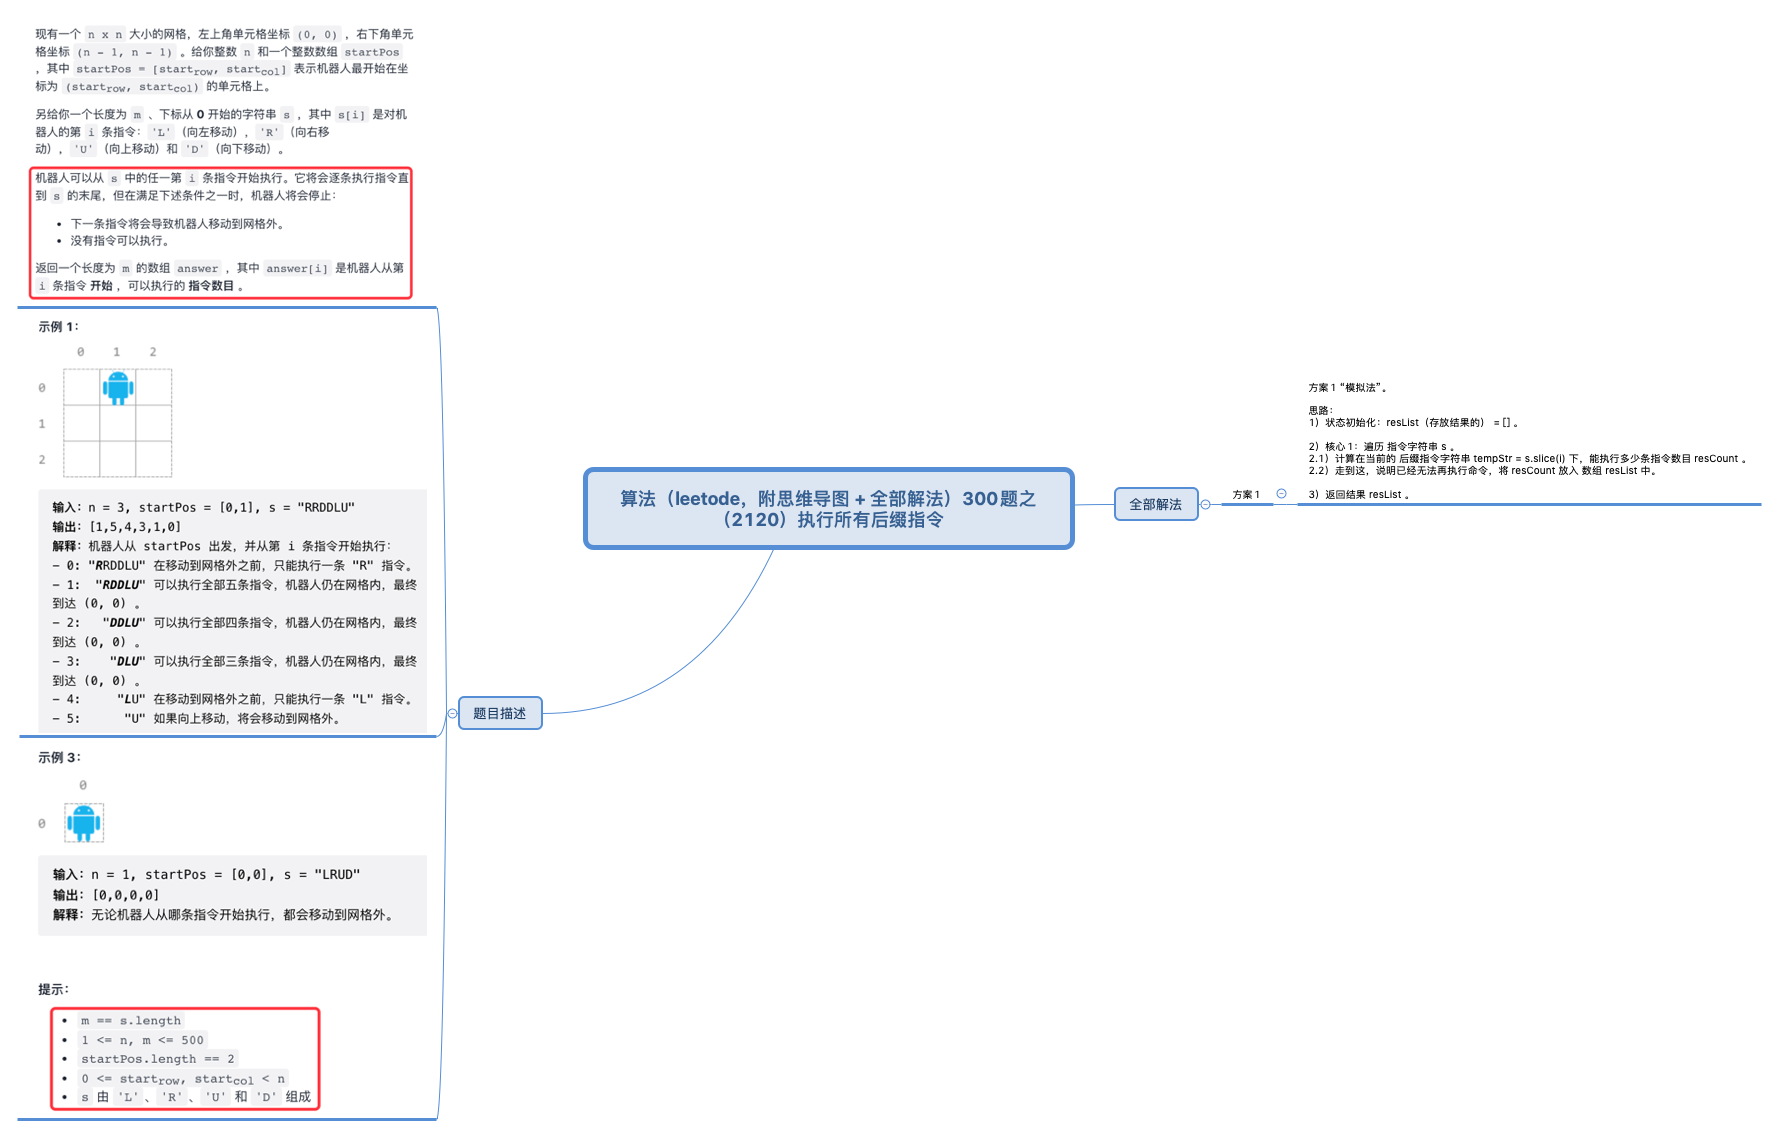 现有一个 n x n 大小的网格，左上角单元格坐标 (0, 0) ，右下角单元
格坐标 (n - 1, n - 1) 。给你整数 n 和一个整数数组 startPos
，其中 startPos = [startrow, startcol] 表示机器人最开始在坐
标为 (startrow, startcol) 的单元格上。
另给你一个长度为 m 、下标从 0 开始的字符串 s ，其中 s[i] 是对机
器人的第 i 条指令：'L'（向左移动），'R'（向右移
动），'U'（向上移动）和 'D'（向下移动）。
机器人可以从 s 中的任一第 i 条指令开始执行。它将会逐条执行指令直
到 s 的末尾，但在满足下述条件之一时，机器人将会停止：
• 下一条指令将会导致机器人移动到网格外。
• 没有指令可以执行。
返回一个长度为 m 的数组 answer ，其中 answer[i] 是机器人从第
i 条指令 开始 ，可以执行的 指令数目 。
示例 1：
0 1 2
0
1
2
输入：n = 3, startPos = [0,1], s = "RRDDLU"
输出：[1,5,4,3,1,0]
解释：机器人从 startPos 出发，并从第 i 条指令开始执行：
- 0: "RRDDLU" 在移动到网格外之前，只能执行一条 "R" 指令。
- 1:  "RDDLU" 可以执行全部五条指令，机器人仍在网格内，最终
到达 (0, 0) 。
- 2:   "DDLU" 可以执行全部四条指令，机器人仍在网格内，最终
到达 (0, 0) 。
- 3:    "DLU" 可以执行全部三条指令，机器人仍在网格内，最终
到达 (0, 0) 。
- 4:     "LU" 在移动到网格外之前，只能执行一条 "L" 指令。
- 5:      "U" 如果向上移动，将会移动到网格外。
示例 3：
0
0
输入：n = 1, startPos = [0,0], s = "LRUD"
输出：[0,0,0,0]
解释：无论机器人从哪条指令开始执行，都会移动到网格外。
提示：
• m == s.length
• 1 <= n, m <= 500
• startPos.length == 2
• 0 <= startrow, startcol < n
• s 由 'L'、'R'、'U' 和 'D' 组成
题目描述
算法（leetode，附思维导图 + 全部解法）300题之
（2120）执行所有后缀指令
全部解法
方案 1
方案 1 “模拟法”。
思路：
1）状态初始化：resList（存放结果的） = [] 。
2）核心 1：遍历 指令字符串 s 。
2.1）计算在当前的 后缀指令字符串 tempStr = s.slice(i) 下，能执行多少条指令数目 resCount 。
2.2）走到这，说明已经无法再执行命令，将 resCount 放入 数组 resList 中。
3）返回结果 resList 。